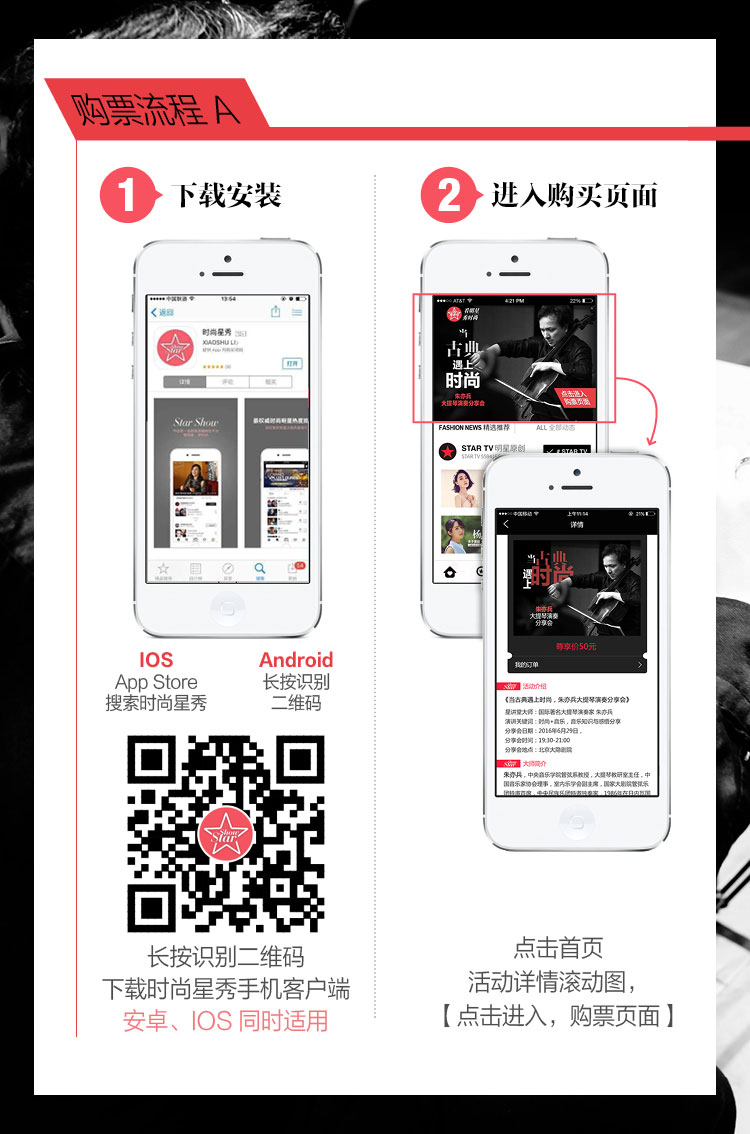 购票流程 A
1 下载安装
中国联通 13:54
返回
时尚星秀
XIAOSHU LI
打开
详情 评论 相关
Star Show
搜索
54
IOS
App Store
搜索时尚星秀
Android
长按识别
二维码
Show
Star
长按识别二维码
下载时尚星秀手机客户端
安卓、IOS 同时适用
2 进入购买页面
AT&T 4:21 PM 22%
看明星
秀时尚
当
古典
遇上
时尚
朱亦兵
大提琴演奏分享会
点击进入
购票页面
FASHION NEWS 精选推荐 ALL 全部动态
STAR TV 明星原创
# STAR TV
杨
中国移动 上午11:14 21%
详情
当古典
遇上
时尚
朱亦兵
大提琴演奏
分享会
尊享价50元
我的订单
活动介绍
《当古典遇上时尚，朱亦兵大提琴演奏分享会》
星讲堂大师：国际著名大提琴演奏家 朱亦兵
演讲关键词：时尚+音乐，音乐知识与感悟分享
分享会日期：2016年6月29日，
分享会时间：19:30-21:00
分享会地点：北京大隐剧院
大师简介
朱亦兵，中央音乐学院管弦系教授，大提琴教研室主任，中
国音乐家协会理事，室内乐学会副主席，国家大剧院管弦乐
点击首页
活动详情滚动图，
【 点击进入，购票页面 】